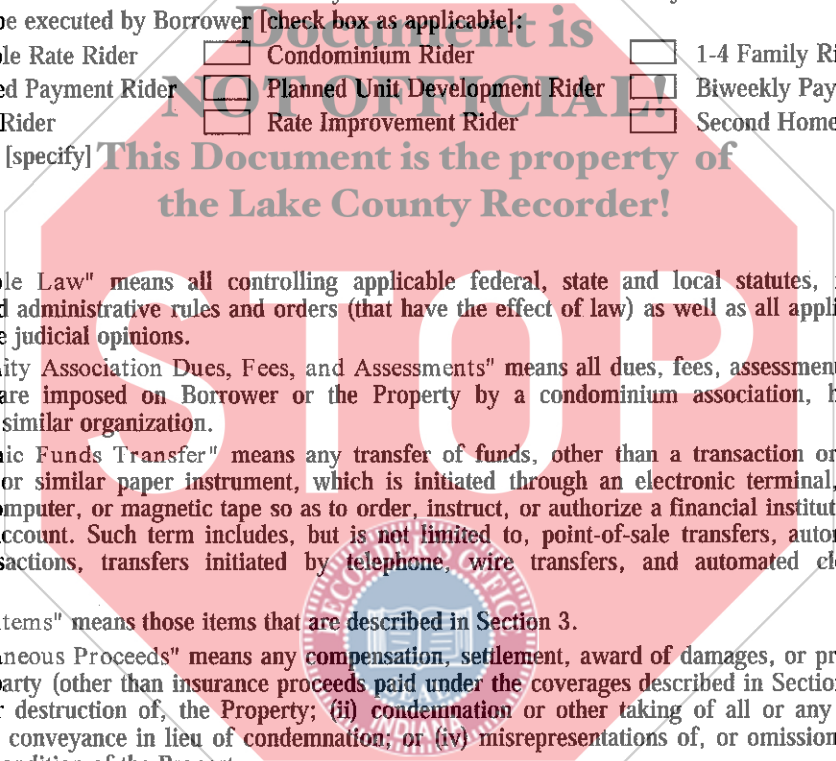 be executed by Borrower [check box as applicable]:
Document is
ole Rate Rider Condominium Rider 1-4 Family Ri
NOT OFFICIAL!
ed Payment Rider Planned Unit Development Rider Biweekly Pay
Rider Rate Improvement Rider Second Home
[specify]
This Document is the property of
the Lake County Recorder!
STOP
le Law" means all controlling applicable federal, state and local statutes,
d administrative rules and orders (that have the effect of law) as well as all appli
e judicial opinions.
ity Association Dues, Fees, and Assessments" means all dues, fees, assessmen
are imposed on Borrower or the Property by a condominium association, h
similar organization.
ic Funds Transfer" means any transfer of funds, other than a transaction or
or similar paper instrument, which is initiated through an electronic terminal,
mputer, or magnetic tape so as to order, instruct, or authorize a financial institut
ccount. Such term includes, but is not limited to, point-of-sale transfers, auto
sactions, transfers initiated by telephone, wire transfers, and automated cl
tems" means those items that are described in Section 3.
RECORDER'S OFFIC
neous Proceeds" means any compensation, settlement, award of damages, or pr
party (other than insurance proceeds paid under the coverages described in Section
r destruction of, the Property; (ii) condemnation or other taking of all or any
conveyance in lieu of condemnation; or (iv) misrepresentations of, or omission
INDIANA